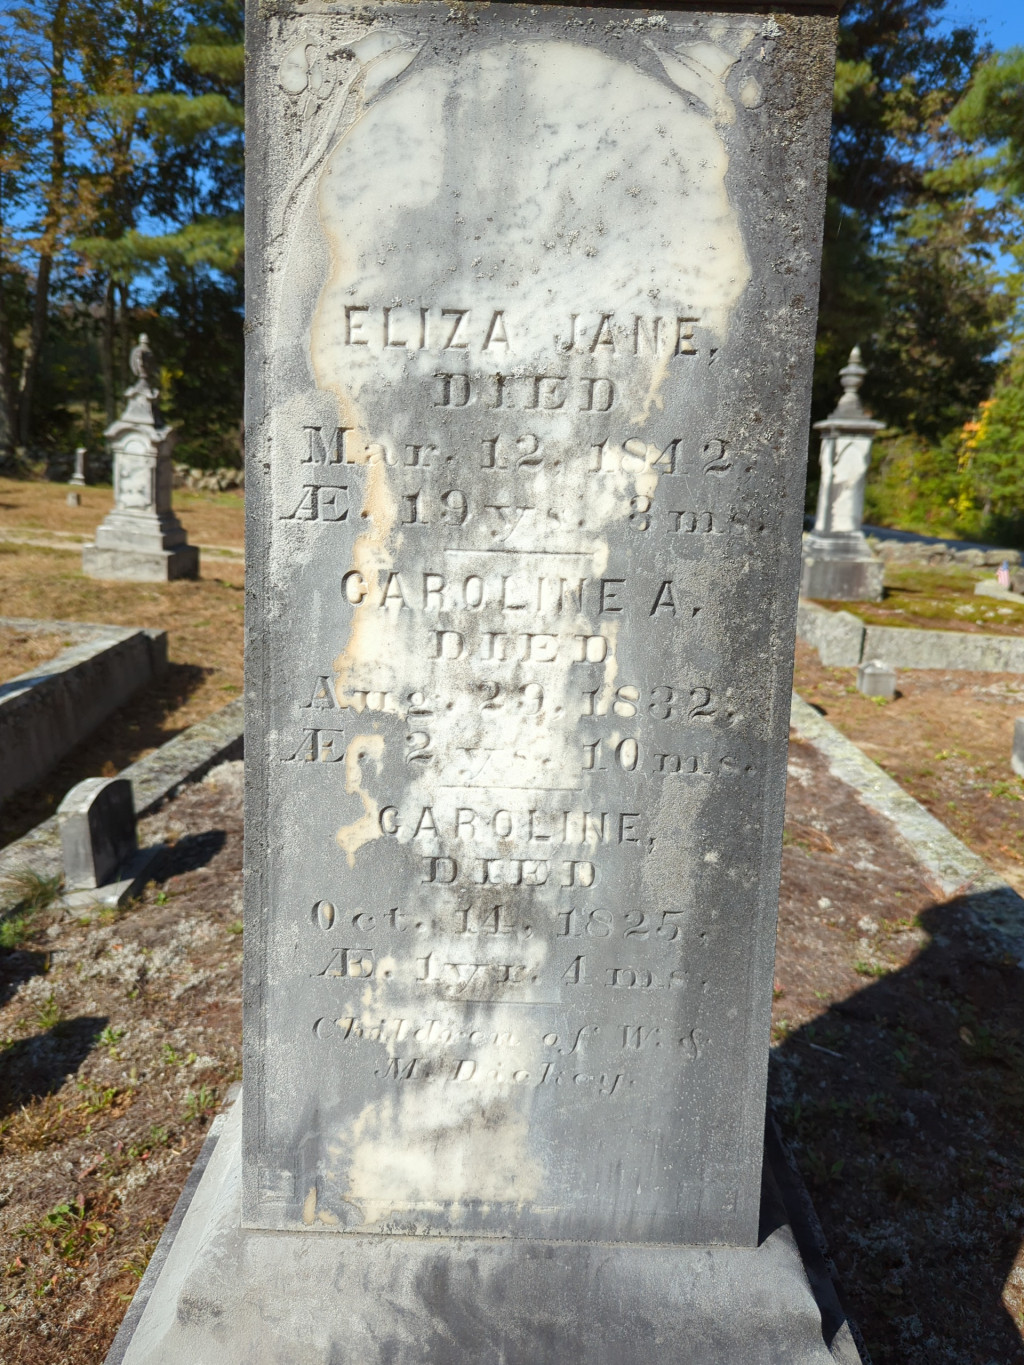 ELIZA JANE,
DIED
Mar. 12, 1842.
Æ. 19 ys. 3 ms.
CAROLINE A,
DIED
Aug. 29, 1832,
Æ. 2 ys. 10 ms.
CAROLINE,
DIED
Oct. 14, 1825.
Æ. 1 yr. 4 ms.
Children of W. &
M. Dickey.